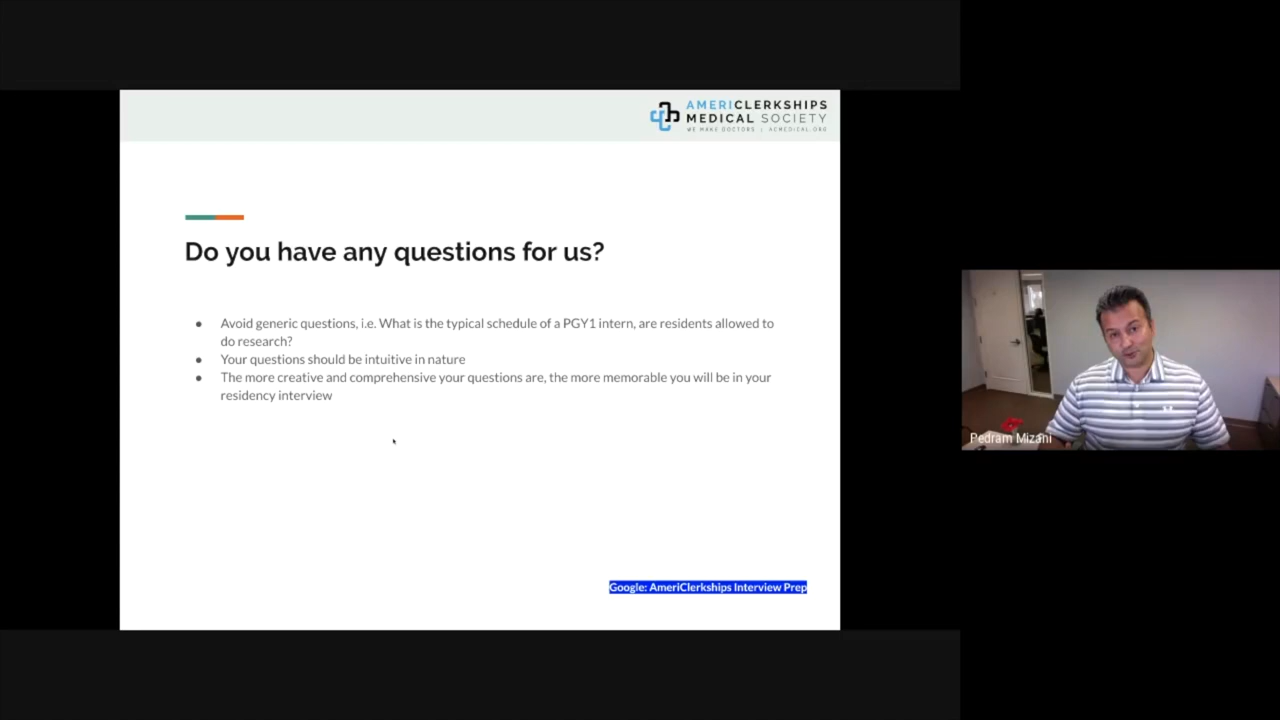 AMERICLERKSHIPS
MEDICAL SOCIETY
WE MAKE DOCTORS | ACMEDICAL.ORG
Do you have any questions for us?
● Avoid generic questions, i.e. What is the typical schedule of a PGY1 intern, are residents allowed to
do research?
● Your questions should be intuitive in nature
● The more creative and comprehensive your questions are, the more memorable you will be in your
residency interview
Pedram Mizani
Google: AmeriClerkships Interview Prep